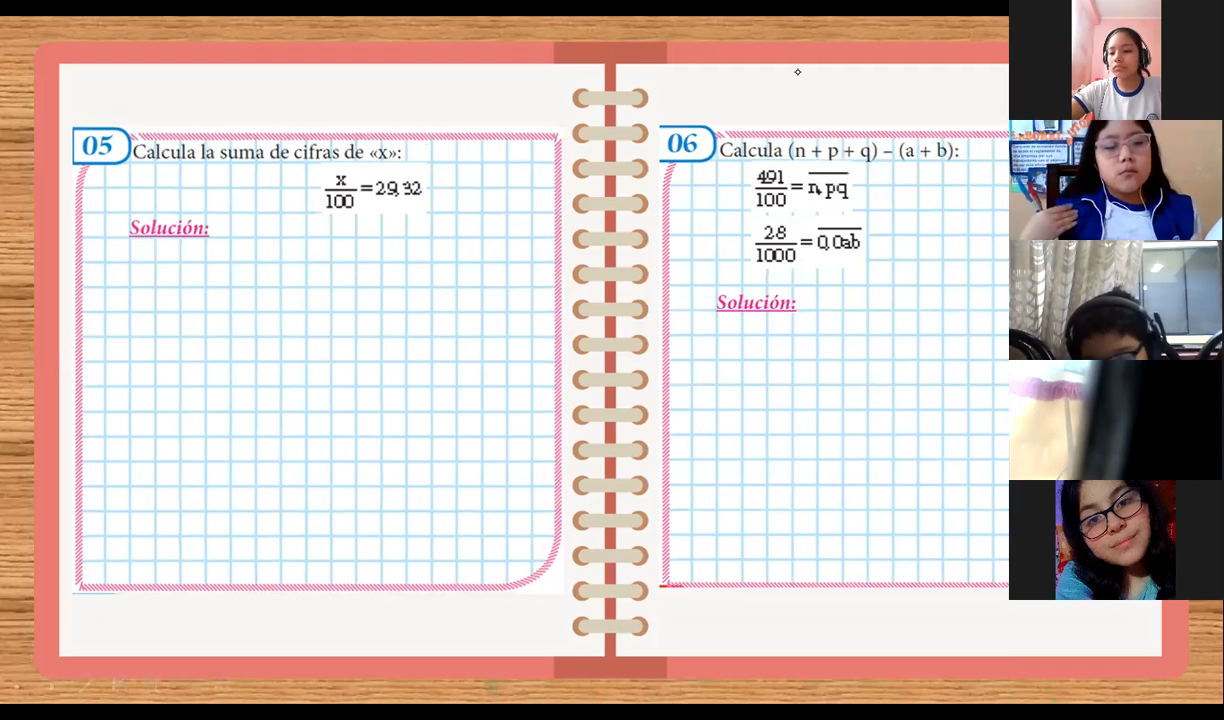 05
Calcula la suma de cifras de «x»:
x/100 = 29,32
Solución:
06
Calcula (n + p + q) – (a + b):
491/100 = n,pq
28/1000 = 0,0ab
Solución: